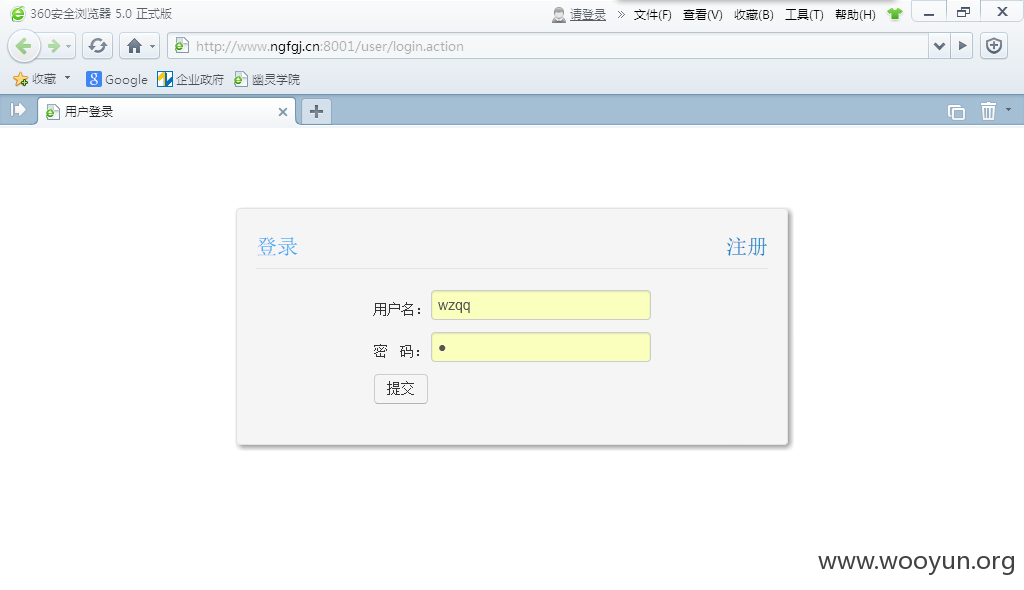 360安全浏览器 5.0 正式版 请登录 » 文件(F) 查看(V) 收藏(B) 工具(T) 帮助(H)
http://www.ngfgj.cn:8001/user/login.action
收藏 Google 企业政府 幽灵学院
用户登录
登录 注册
用户名： wzqq
密 码： ●
提交
www.wooyun.org